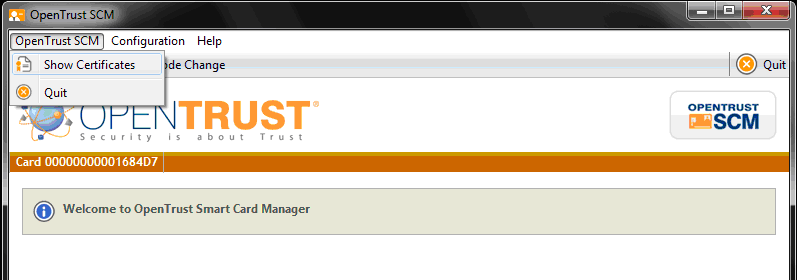 OpenTrust SCM
OpenTrust SCM Configuration Help
Show Certificates
ode Change
Quit
Quit
OPENTRUST®
Security is about Trust
OPENTRUST
SCM
Card 00000000001684D7
Welcome to OpenTrust Smart Card Manager